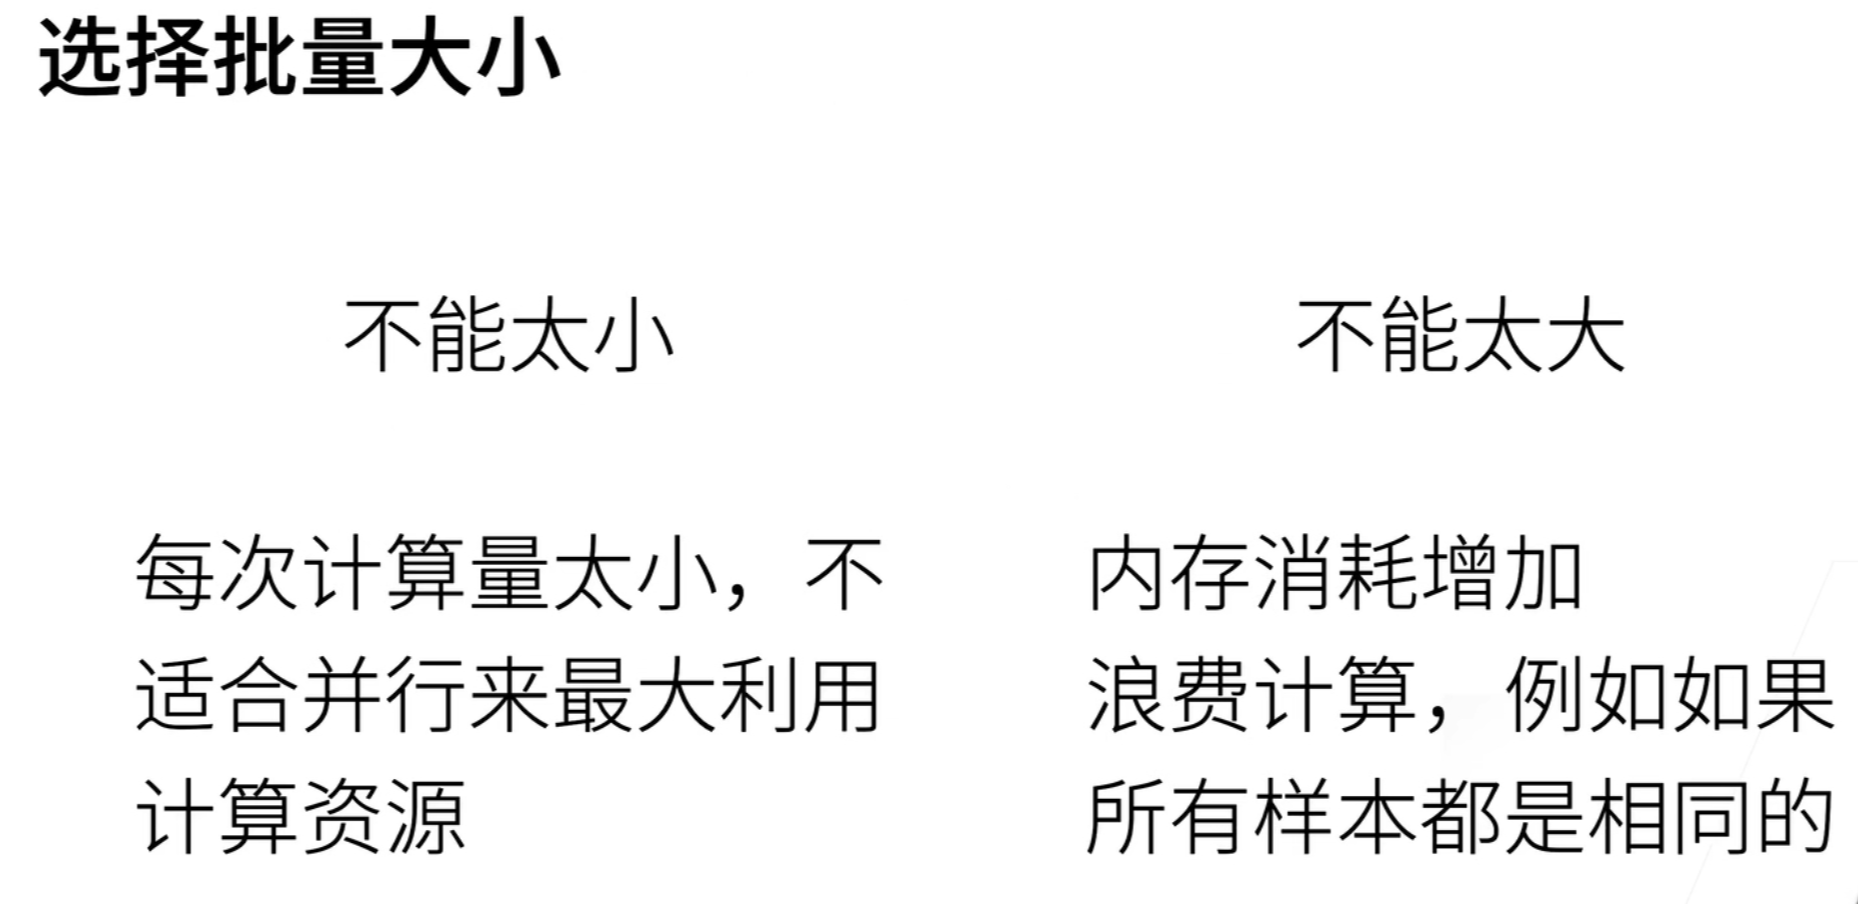 选择批量大小
不能太小
每次计算量太小，不
适合并行来最大利用
计算资源
不能太大
内存消耗增加
浪费计算，例如如果
所有样本都是相同的